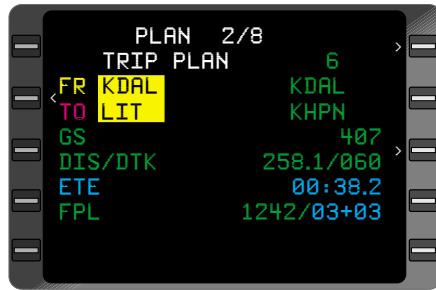 PLAN 2/8
TRIP PLAN 6
FR KDAL KDAL
TO LIT KHPN
GS 407
DIS/DTK 258.1/060
ETE 00:38.2
FPL 1242/03+03